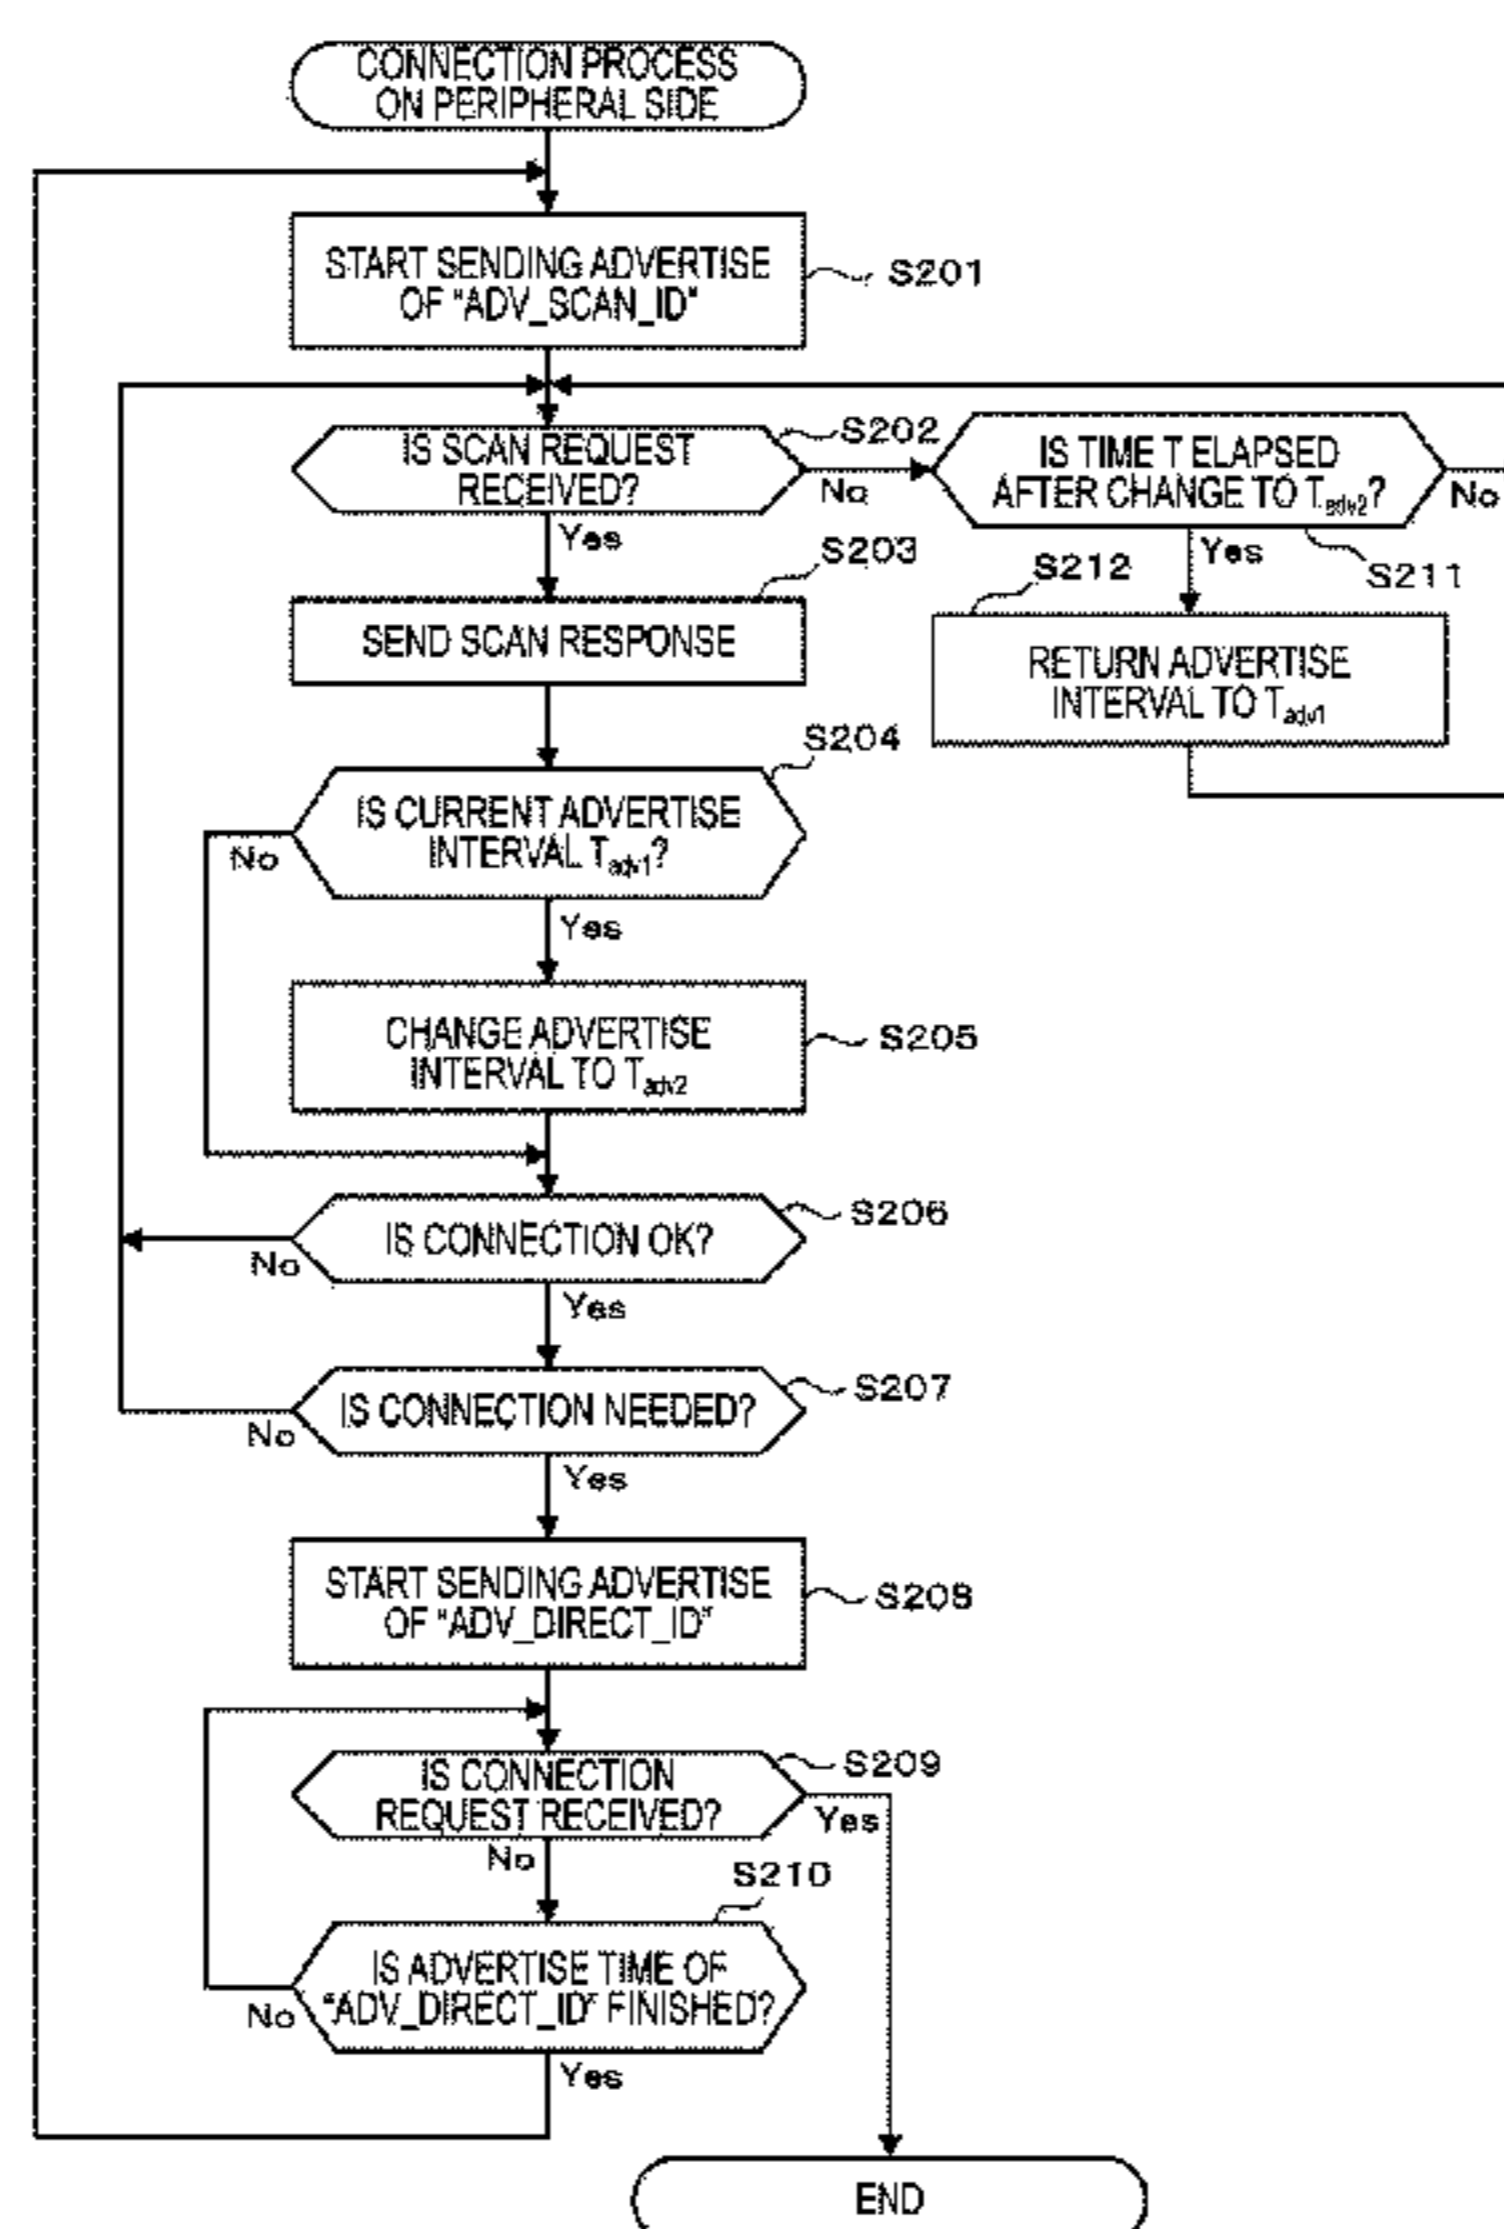 CONNECTION PROCESS
ON PERIPHERAL SIDE
START SENDING ADVERTISE
OF "ADV_SCAN_ID"
S201
IS SCAN REQUEST
RECEIVED?
S202
No
Yes
IS TIME T ELAPSED
AFTER CHANGE TO Tadv2?
No
Yes
S211
S203
SEND SCAN RESPONSE
S212
RETURN ADVERTISE
INTERVAL TO Tadv1
S204
IS CURRENT ADVERTISE
INTERVAL Tadv1?
No
Yes
CHANGE ADVERTISE
INTERVAL TO Tadv2
S205
IS CONNECTION OK?
S206
No
Yes
IS CONNECTION NEEDED?
S207
No
Yes
START SENDING ADVERTISE
OF "ADV_DIRECT_ID"
S208
IS CONNECTION
REQUEST RECEIVED?
S209
Yes
No
S210
IS ADVERTISE TIME OF
"ADV_DIRECT_ID" FINISHED?
No
Yes
END